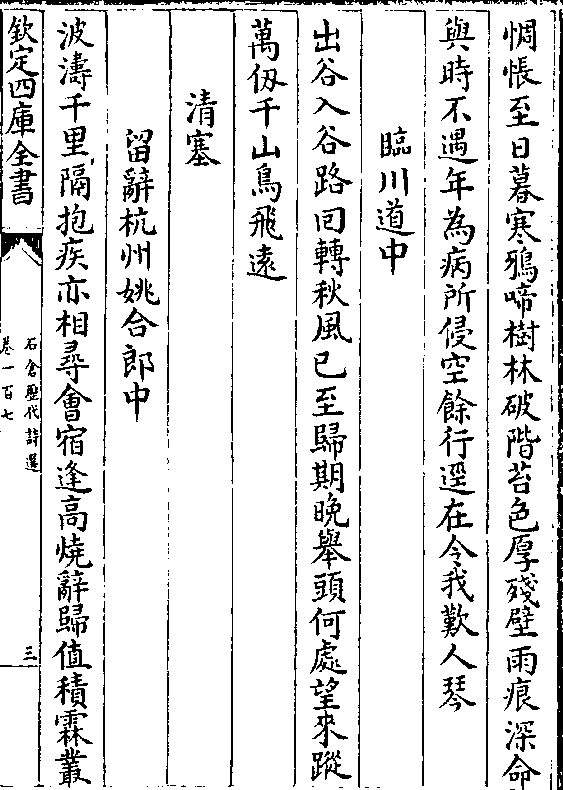 惆悵至日暮寒鴉啼樹林破階苔色厚殘壁雨痕深命
與時不遇年為病所侵空餘行逕在令我歎人琴
臨川道中
出谷入谷路回轉秋風已至歸期晚舉頭何處望來蹤
萬仞千山鳥飛遠
清塞
留辭杭州姚合郎中
波濤千里隔抱疾亦相尋會宿逢高燒辭歸值積霖叢
欽定四庫全書
石倉歷代詩選
卷一百七
三